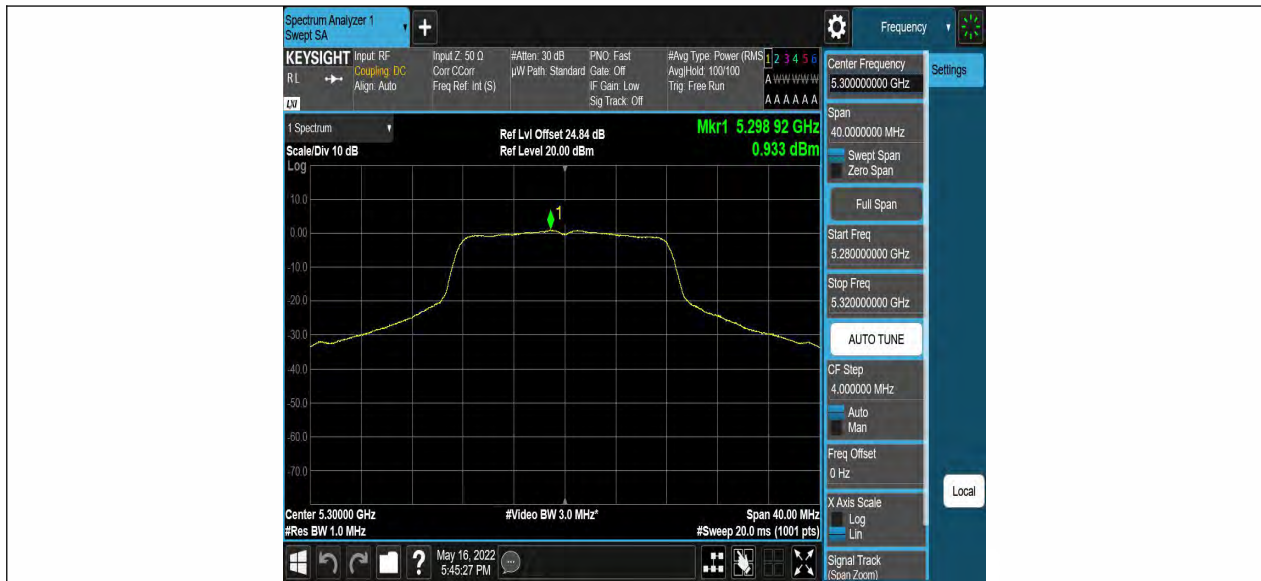 Spectrum Analyzer 1
Swept SA
+
Frequency
KEYSIGHT
RL
LXI
Input: RF
Coupling: DC
Align: Auto
Input Z: 50 Ω
Corr CCorr
Freq Ref: Int (S)
#Atten: 30 dB
µW Path: Standard
PNO: Fast
Gate: Off
IF Gain: Low
Sig Track: Off
#Avg Type: Power (RMS
Avg|Hold: 100/100
Trig: Free Run
1 2 3 4 5 6
A W W W W W
A A A A A A
1 Spectrum
Scale/Div 10 dB
Ref Lvl Offset 24.84 dB
Ref Level 20.00 dBm
Mkr1 5.298 92 GHz
0.933 dBm
Log
10.0
0.00
-10.0
-20.0
-30.0
-40.0
-50.0
-60.0
-70.0
1
Center 5.30000 GHz
#Res BW 1.0 MHz
#Video BW 3.0 MHz*
Span 40.00 MHz
#Sweep 20.0 ms (1001 pts)
Center Frequency
5.300000000 GHz
Settings
Span
40.0000000 MHz
Swept Span
Zero Span
Full Span
Start Freq
5.280000000 GHz
Stop Freq
5.320000000 GHz
AUTO TUNE
CF Step
4.000000 MHz
Auto
Man
Freq Offset
0 Hz
X Axis Scale
Log
Lin
Signal Track
(Span Zoom)
Local
?
May 16, 2022
5:45:27 PM